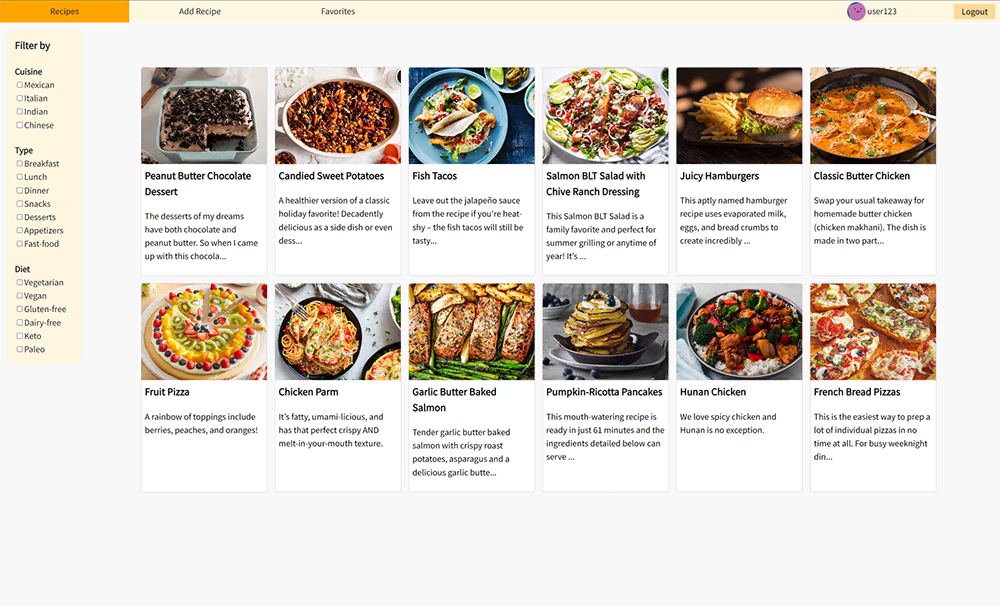 Recipes
Add Recipe
Favorites
user123
Logout
Filter by
Cuisine
Mexican
Italian
Indian
Chinese
Type
Breakfast
Lunch
Dinner
Snacks
Desserts
Appetizers
Fast-food
Diet
Vegetarian
Vegan
Gluten-free
Dairy-free
Keto
Paleo
Peanut Butter Chocolate
Dessert
The desserts of my dreams
have both chocolate and
peanut butter. So when I came
up with this chocola...
Candied Sweet Potatoes
A healthier version of a classic
holiday favorite! Decadently
delicious as a side dish or even
dess...
Fish Tacos
Leave out the jalapeño sauce
from the recipe if you're heat-
shy – the fish tacos will still be
tasty...
Salmon BLT Salad with
Chive Ranch Dressing
This Salmon BLT Salad is a
family favorite and perfect for
summer grilling or anytime of
year! It's ...
Juicy Hamburgers
This aptly named hamburger
recipe uses evaporated milk,
eggs, and bread crumbs to
create incredibly ...
Classic Butter Chicken
Swap your usual takeaway for
homemade butter chicken
(chicken makhani). The dish is
made in two part...
Fruit Pizza
A rainbow of toppings include
berries, peaches, and oranges!
Chicken Parm
It's fatty, umami-licious, and
has that perfect crispy AND
melt-in-your-mouth texture.
Garlic Butter Baked
Salmon
Tender garlic butter baked
salmon with crispy roast
potatoes, asparagus and a
delicious garlic butte...
Pumpkin-Ricotta Pancakes
This mouth-watering recipe is
ready in just 61 minutes and the
ingredients detailed below can
serve ...
Hunan Chicken
We love spicy chicken and
Hunan is no exception.
French Bread Pizzas
This is the easiest way to prep a
lot of individual pizzas in no
time at all. For busy weeknight
din...